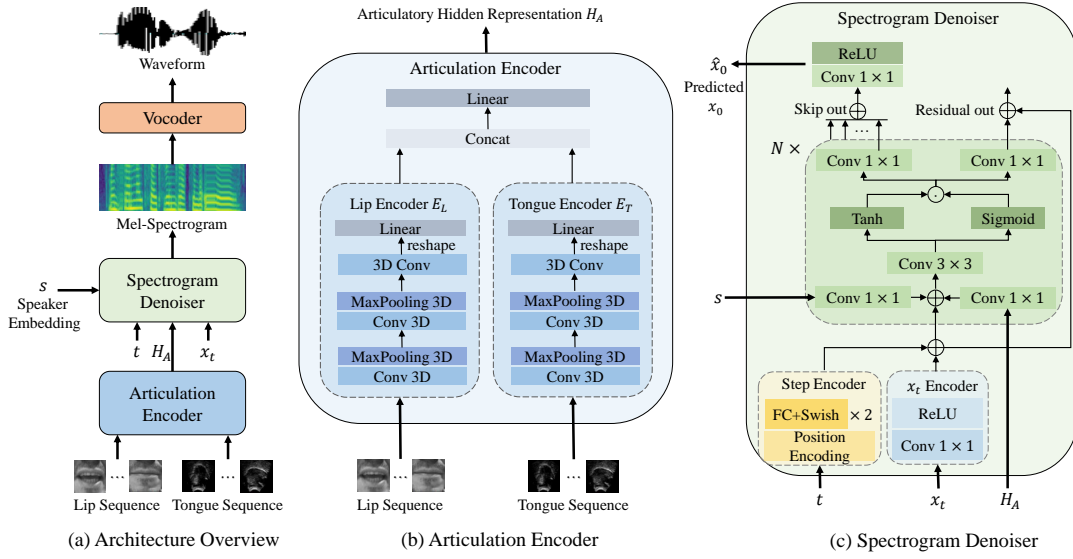 Waveform
Vocoder
Mel-Spectrogram
s
Speaker
Embedding
Spectrogram
Denoiser
t
H_A
x_t
Articulation
Encoder
...
...
Lip Sequence
Tongue Sequence
(a) Architecture Overview
Articulatory Hidden Representation H_A
Articulation Encoder
Linear
Concat
Lip Encoder E_L
Linear
reshape
3D Conv
MaxPooling 3D
Conv 3D
MaxPooling 3D
Conv 3D
Tongue Encoder E_T
Linear
reshape
3D Conv
MaxPooling 3D
Conv 3D
MaxPooling 3D
Conv 3D
...
...
Lip Sequence
Tongue Sequence
(b) Articulation Encoder
Spectrogram Denoiser
x̂_0
Predicted
x_0
ReLU
Conv 1 × 1
Skip out
Residual out
...
N ×
Conv 1 × 1
Conv 1 × 1
Tanh
Sigmoid
Conv 3 × 3
s
Conv 1 × 1
Conv 1 × 1
Step Encoder
FC+Swish × 2
Position
Encoding
x_t Encoder
ReLU
Conv 1 × 1
t
x_t
H_A
(c) Spectrogram Denoiser